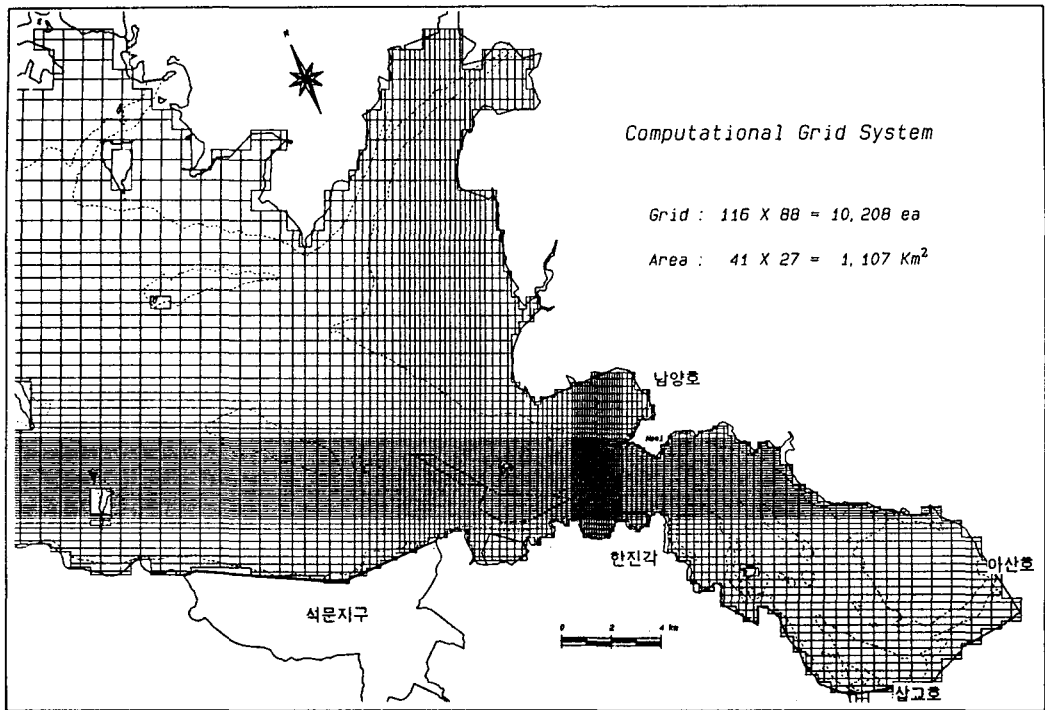 N
Computational Grid System
Grid : 116 X 88 = 10,208 ea
Area : 41 X 27 = 1,107 Km²
남양호
한진각
아산호
석문지구
0 2 4 km
삽교호